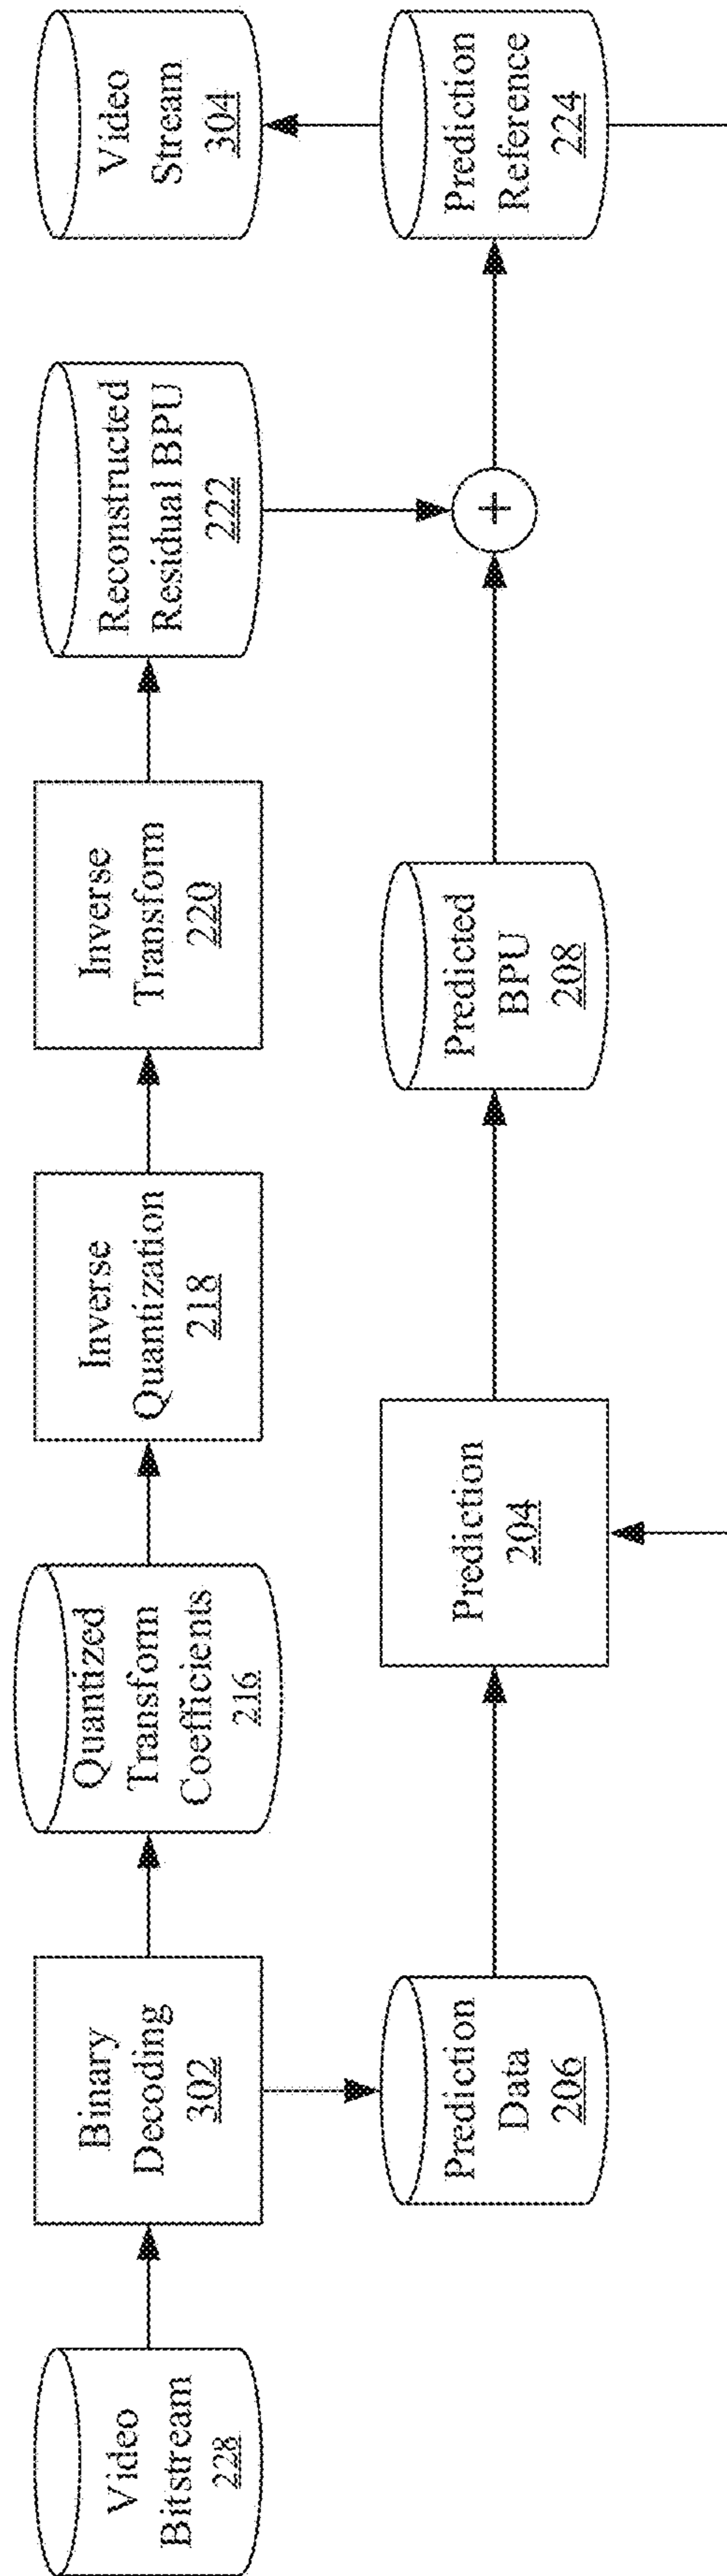 Video
Bitstream
228
Binary
Decoding
302
Quantized
Transform
Coefficients
216
Inverse
Quantization
218
Inverse
Transform
220
Reconstructed
Residual BPU
222
Video
Stream
304
Prediction
Data
206
Prediction
204
Predicted
BPU
208
+
Prediction
Reference
224